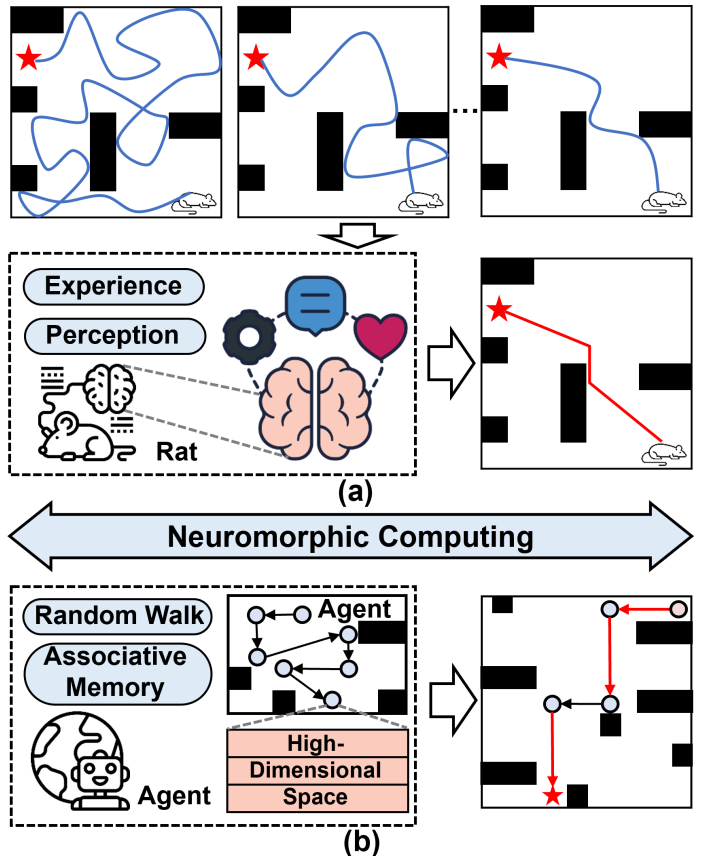 ...
Experience
Perception
Rat
(a)
Neuromorphic Computing
Random Walk
Associative
Memory
Agent
Agent
High-
Dimensional
Space
(b)